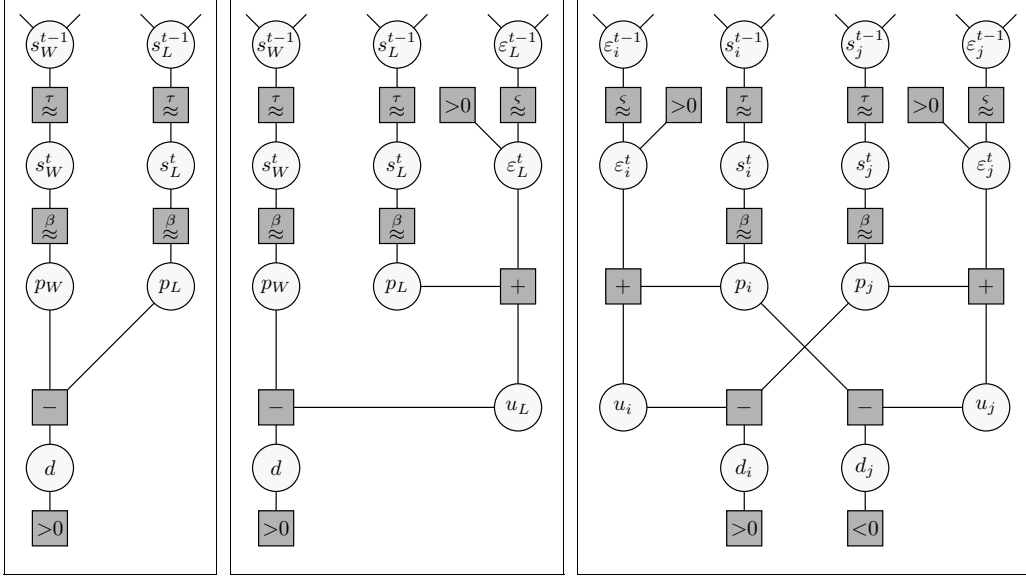 s_W^{t-1} s_L^{t-1} s_W^{t-1} s_L^{t-1} ε_L^{t-1} ε_i^{t-1} s_i^{t-1} s_j^{t-1} ε_j^{t-1}
τ≈ τ≈ τ≈ τ≈ >0 ς≈ ς≈ >0 τ≈ τ≈ >0 ς≈
s_W^t s_L^t s_W^t s_L^t ε_L^t ε_i^t s_i^t s_j^t ε_j^t
β≈ β≈ β≈ β≈ β≈ β≈
p_W p_L p_W p_L + + p_i p_j +
− − u_L u_i − − u_j
d d d_i d_j
>0 >0 >0 <0